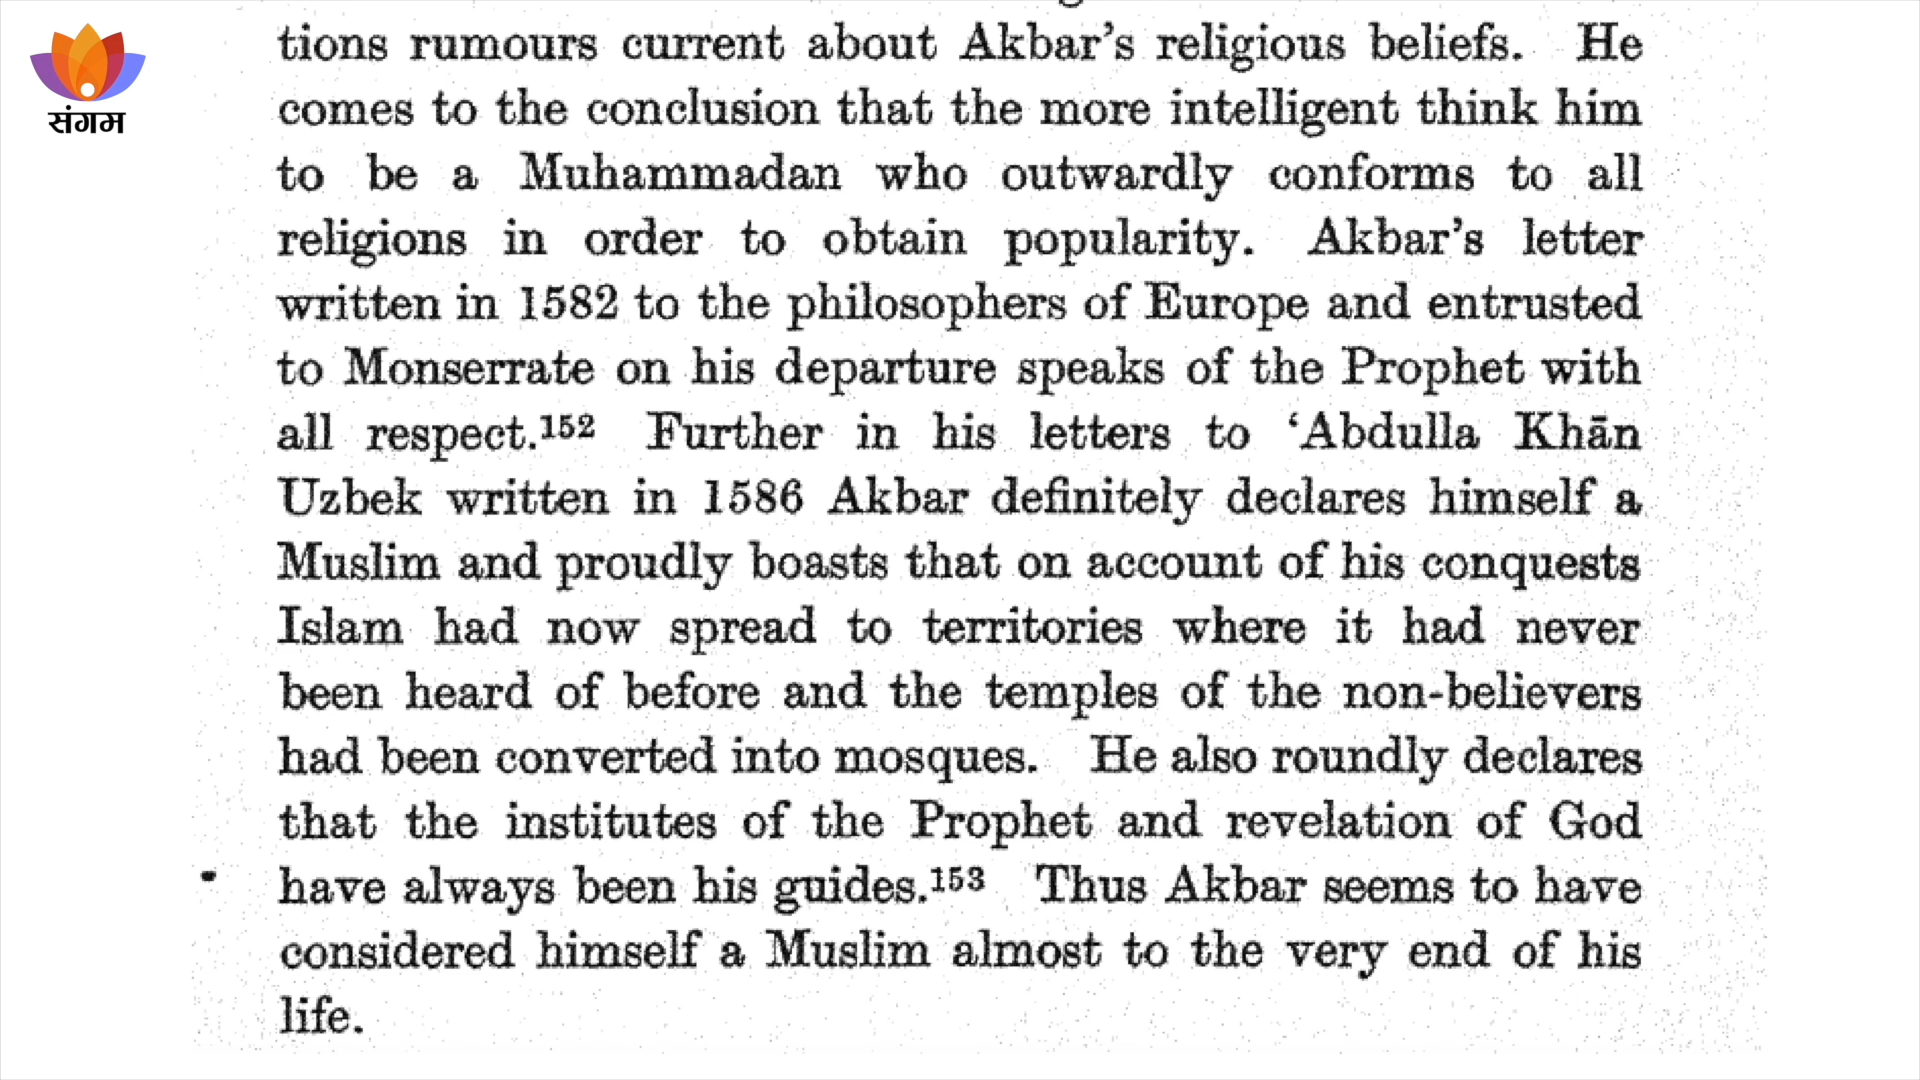 संगम
tions rumours current about Akbar's religious beliefs. He
comes to the conclusion that the more intelligent think him
to be a Muhammadan who outwardly conforms to all
religions in order to obtain popularity. Akbar's letter
written in 1582 to the philosophers of Europe and entrusted
to Monserrate on his departure speaks of the Prophet with
all respect.152 Further in his letters to ‘Abdulla Khān
Uzbek written in 1586 Akbar definitely declares himself a
Muslim and proudly boasts that on account of his conquests
Islam had now spread to territories where it had never
been heard of before and the temples of the non-believers
had been converted into mosques. He also roundly declares
that the institutes of the Prophet and revelation of God
have always been his guides.153 Thus Akbar seems to have
considered himself a Muslim almost to the very end of his
life.